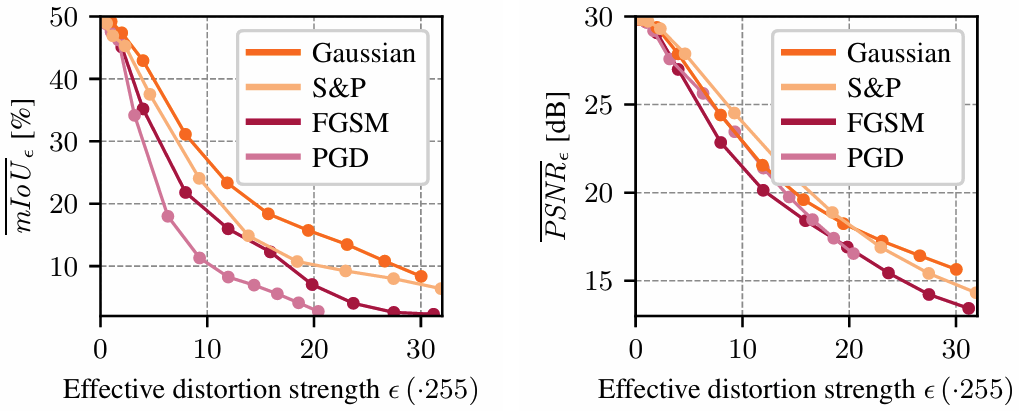 50
40
30
20
10
0
10
20
30
mIoU_ϵ [%]
Gaussian
S&P
FGSM
PGD
Effective distortion strength ϵ (·255)
30
25
20
15
0
10
20
30
PSNR_ϵ [dB]
Gaussian
S&P
FGSM
PGD
Effective distortion strength ϵ (·255)